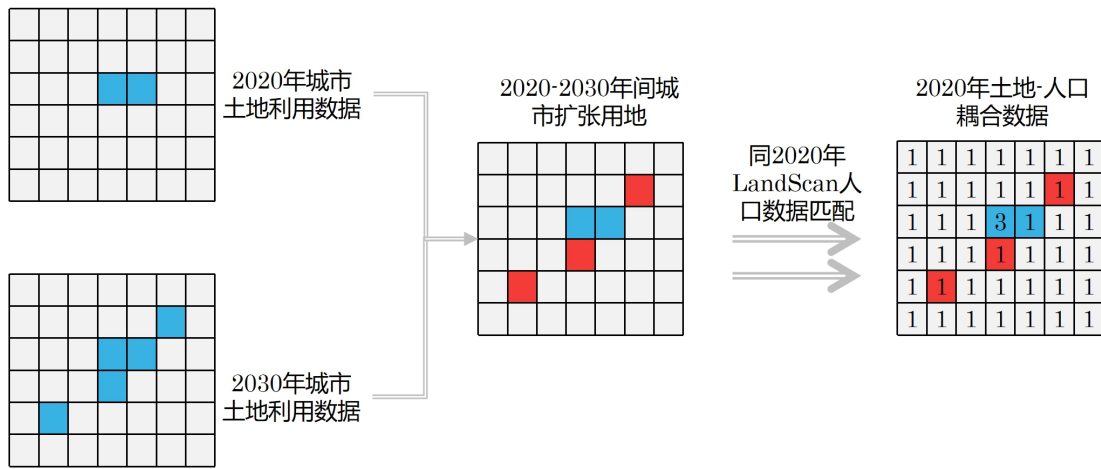 2020年城市
土地利用数据
2030年城市
土地利用数据
2020-2030年间城
市扩张用地
同2020年
LandScan人
口数据匹配
2020年土地-人口
耦合数据
1 1 1 1 1 1 1
1 1 1 1 1 1 1
1 1 1 3 1 1 1
1 1 1 1 1 1 1
1 1 1 1 1 1 1
1 1 1 1 1 1 1